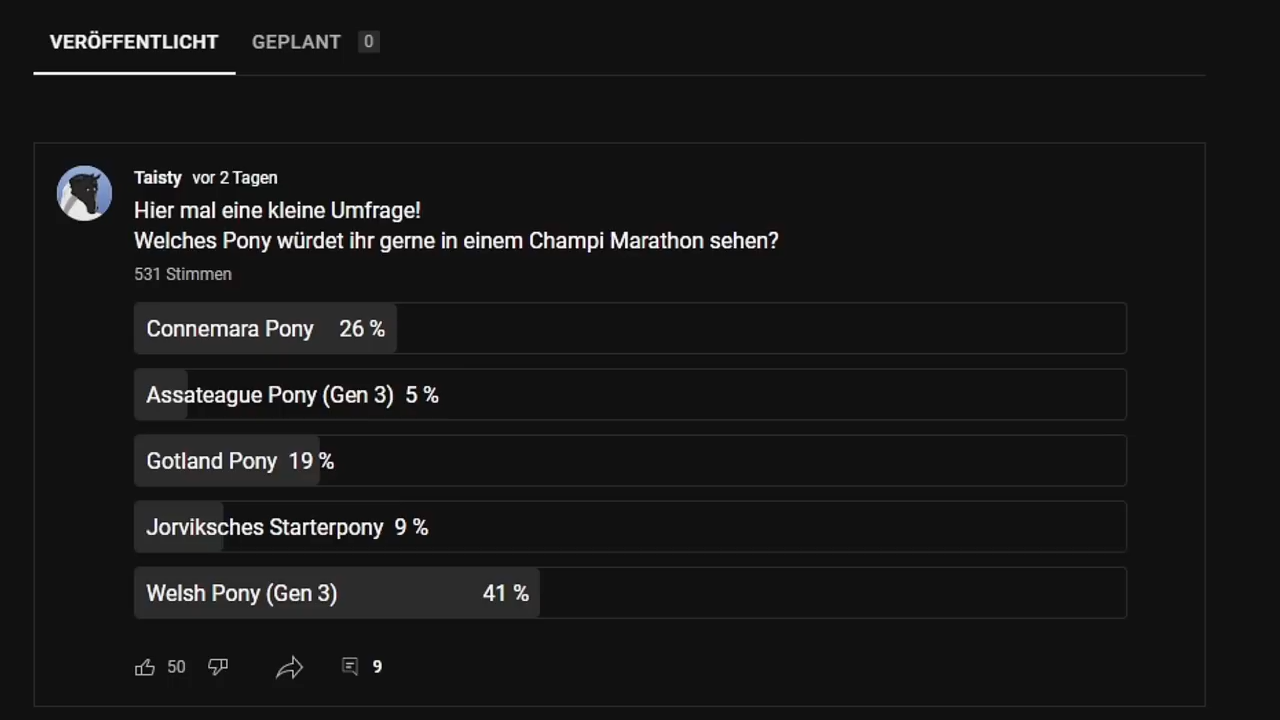 VERÖFFENTLICHT GEPLANT 0
Taisty vor 2 Tagen
Hier mal eine kleine Umfrage!
Welches Pony würdet ihr gerne in einem Champi Marathon sehen?
531 Stimmen
Connemara Pony 26 %
Assateague Pony (Gen 3) 5 %
Gotland Pony 19 %
Jorviksches Starterpony 9 %
Welsh Pony (Gen 3) 41 %
50 9